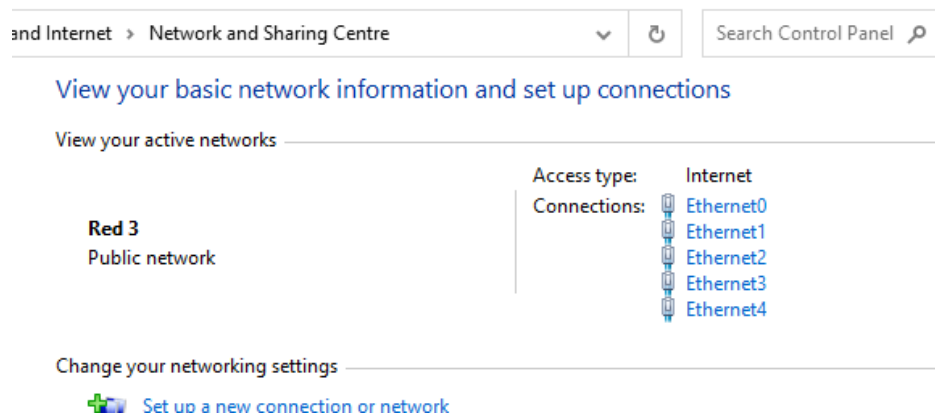 and Internet > Network and Sharing Centre
Search Control Panel
View your basic network information and set up connections
View your active networks
Access type: Internet
Connections: Ethernet0
Red 3
Ethernet1
Public network
Ethernet2
Ethernet3
Ethernet4
Change your networking settings
Set up a new connection or network